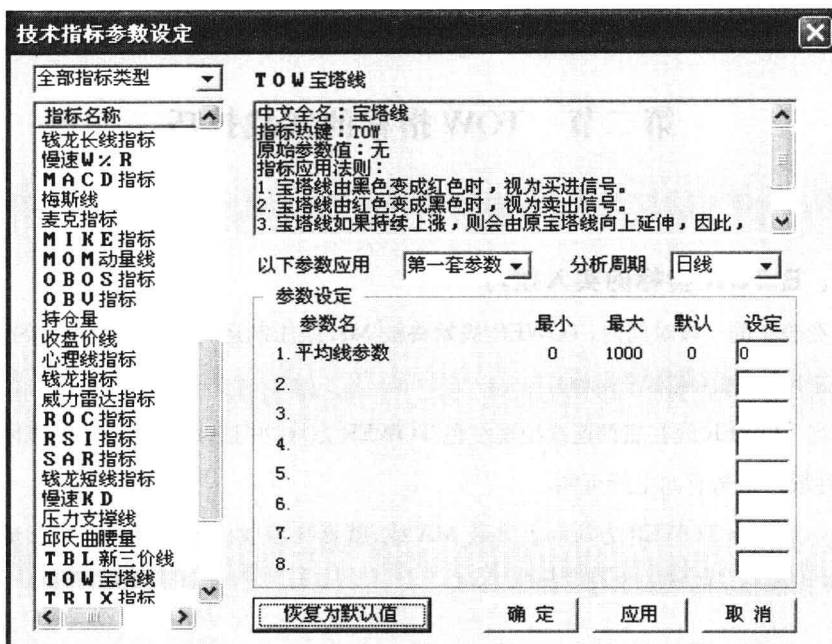 技术指标参数设定
全部指标类型
TOW宝塔线
指标名称
钱龙长线指标
慢速W%R
MACD指标
梅斯线
麦克指标
MIKE指标
MOM动量线
OBOS指标
OBV指标
持仓量
收盘价线
心理线指标
钱龙指标
威力雷达指标
ROC指标
RSI指标
SAR指标
钱龙短线指标
慢速KD
压力支撑线
邱氏曲腰量
TBL新三价线
TOW宝塔线
TRIX指标
中文全名：宝塔线
指标热键：TOW
原始参数值：无
指标应用法则：
1.宝塔线由黑色变成红色时，视为买进信号。
2.宝塔线由红色变成黑色时，视为卖出信号。
3.宝塔线如果持续上涨，则会由原宝塔线向上延伸，因此，
以下参数应用 第一套参数 分析周期 日线
参数设定
参数名 最小 最大 默认 设定
1.平均线参数 0 1000 0 0
2.
3.
4.
5.
6.
7.
8.
恢复为默认值 确定 应用 取消